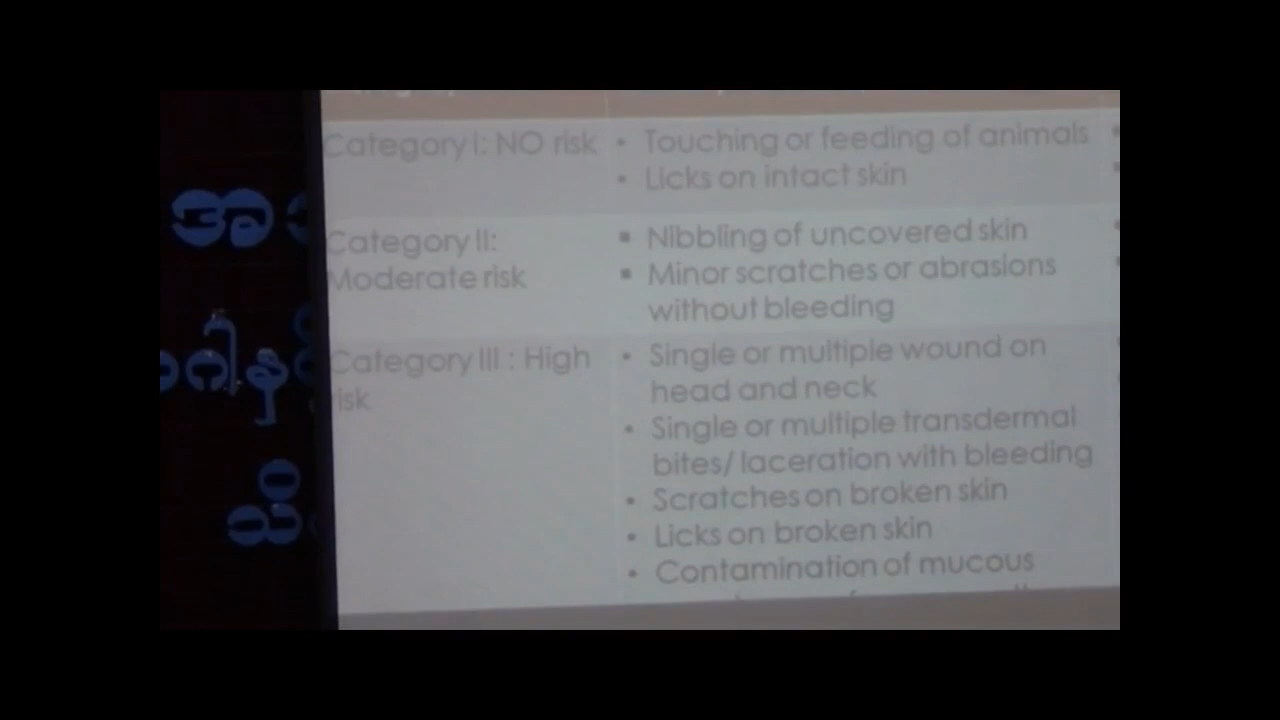 Category I: NO risk
• Touching or feeding of animals
• Licks on intact skin
Category II:
Moderate risk
▪ Nibbling of uncovered skin
▪ Minor scratches or abrasions
without bleeding
Category III : High
risk
• Single or multiple wound on
head and neck
• Single or multiple transdermal
bites/ laceration with bleeding
• Scratches on broken skin
• Licks on broken skin
• Contamination of mucous